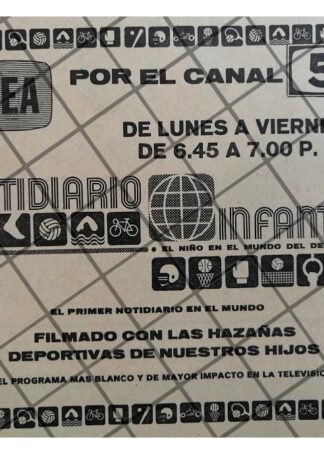 EA
POR EL CANAL 5
DE LUNES A VIERNE
DE 6.45 A 7.00 P.
TIDIARIO INFANT
• EL NIÑO EN EL MUNDO DEL DE
EL PRIMER NOTIDIARIO EN EL MUNDO
FILMADO CON LAS HAZAÑAS
DEPORTIVAS DE NUESTROS HIJOS
EL PROGRAMA MAS BLANCO Y DE MAYOR IMPACTO EN LA TELEVISIO